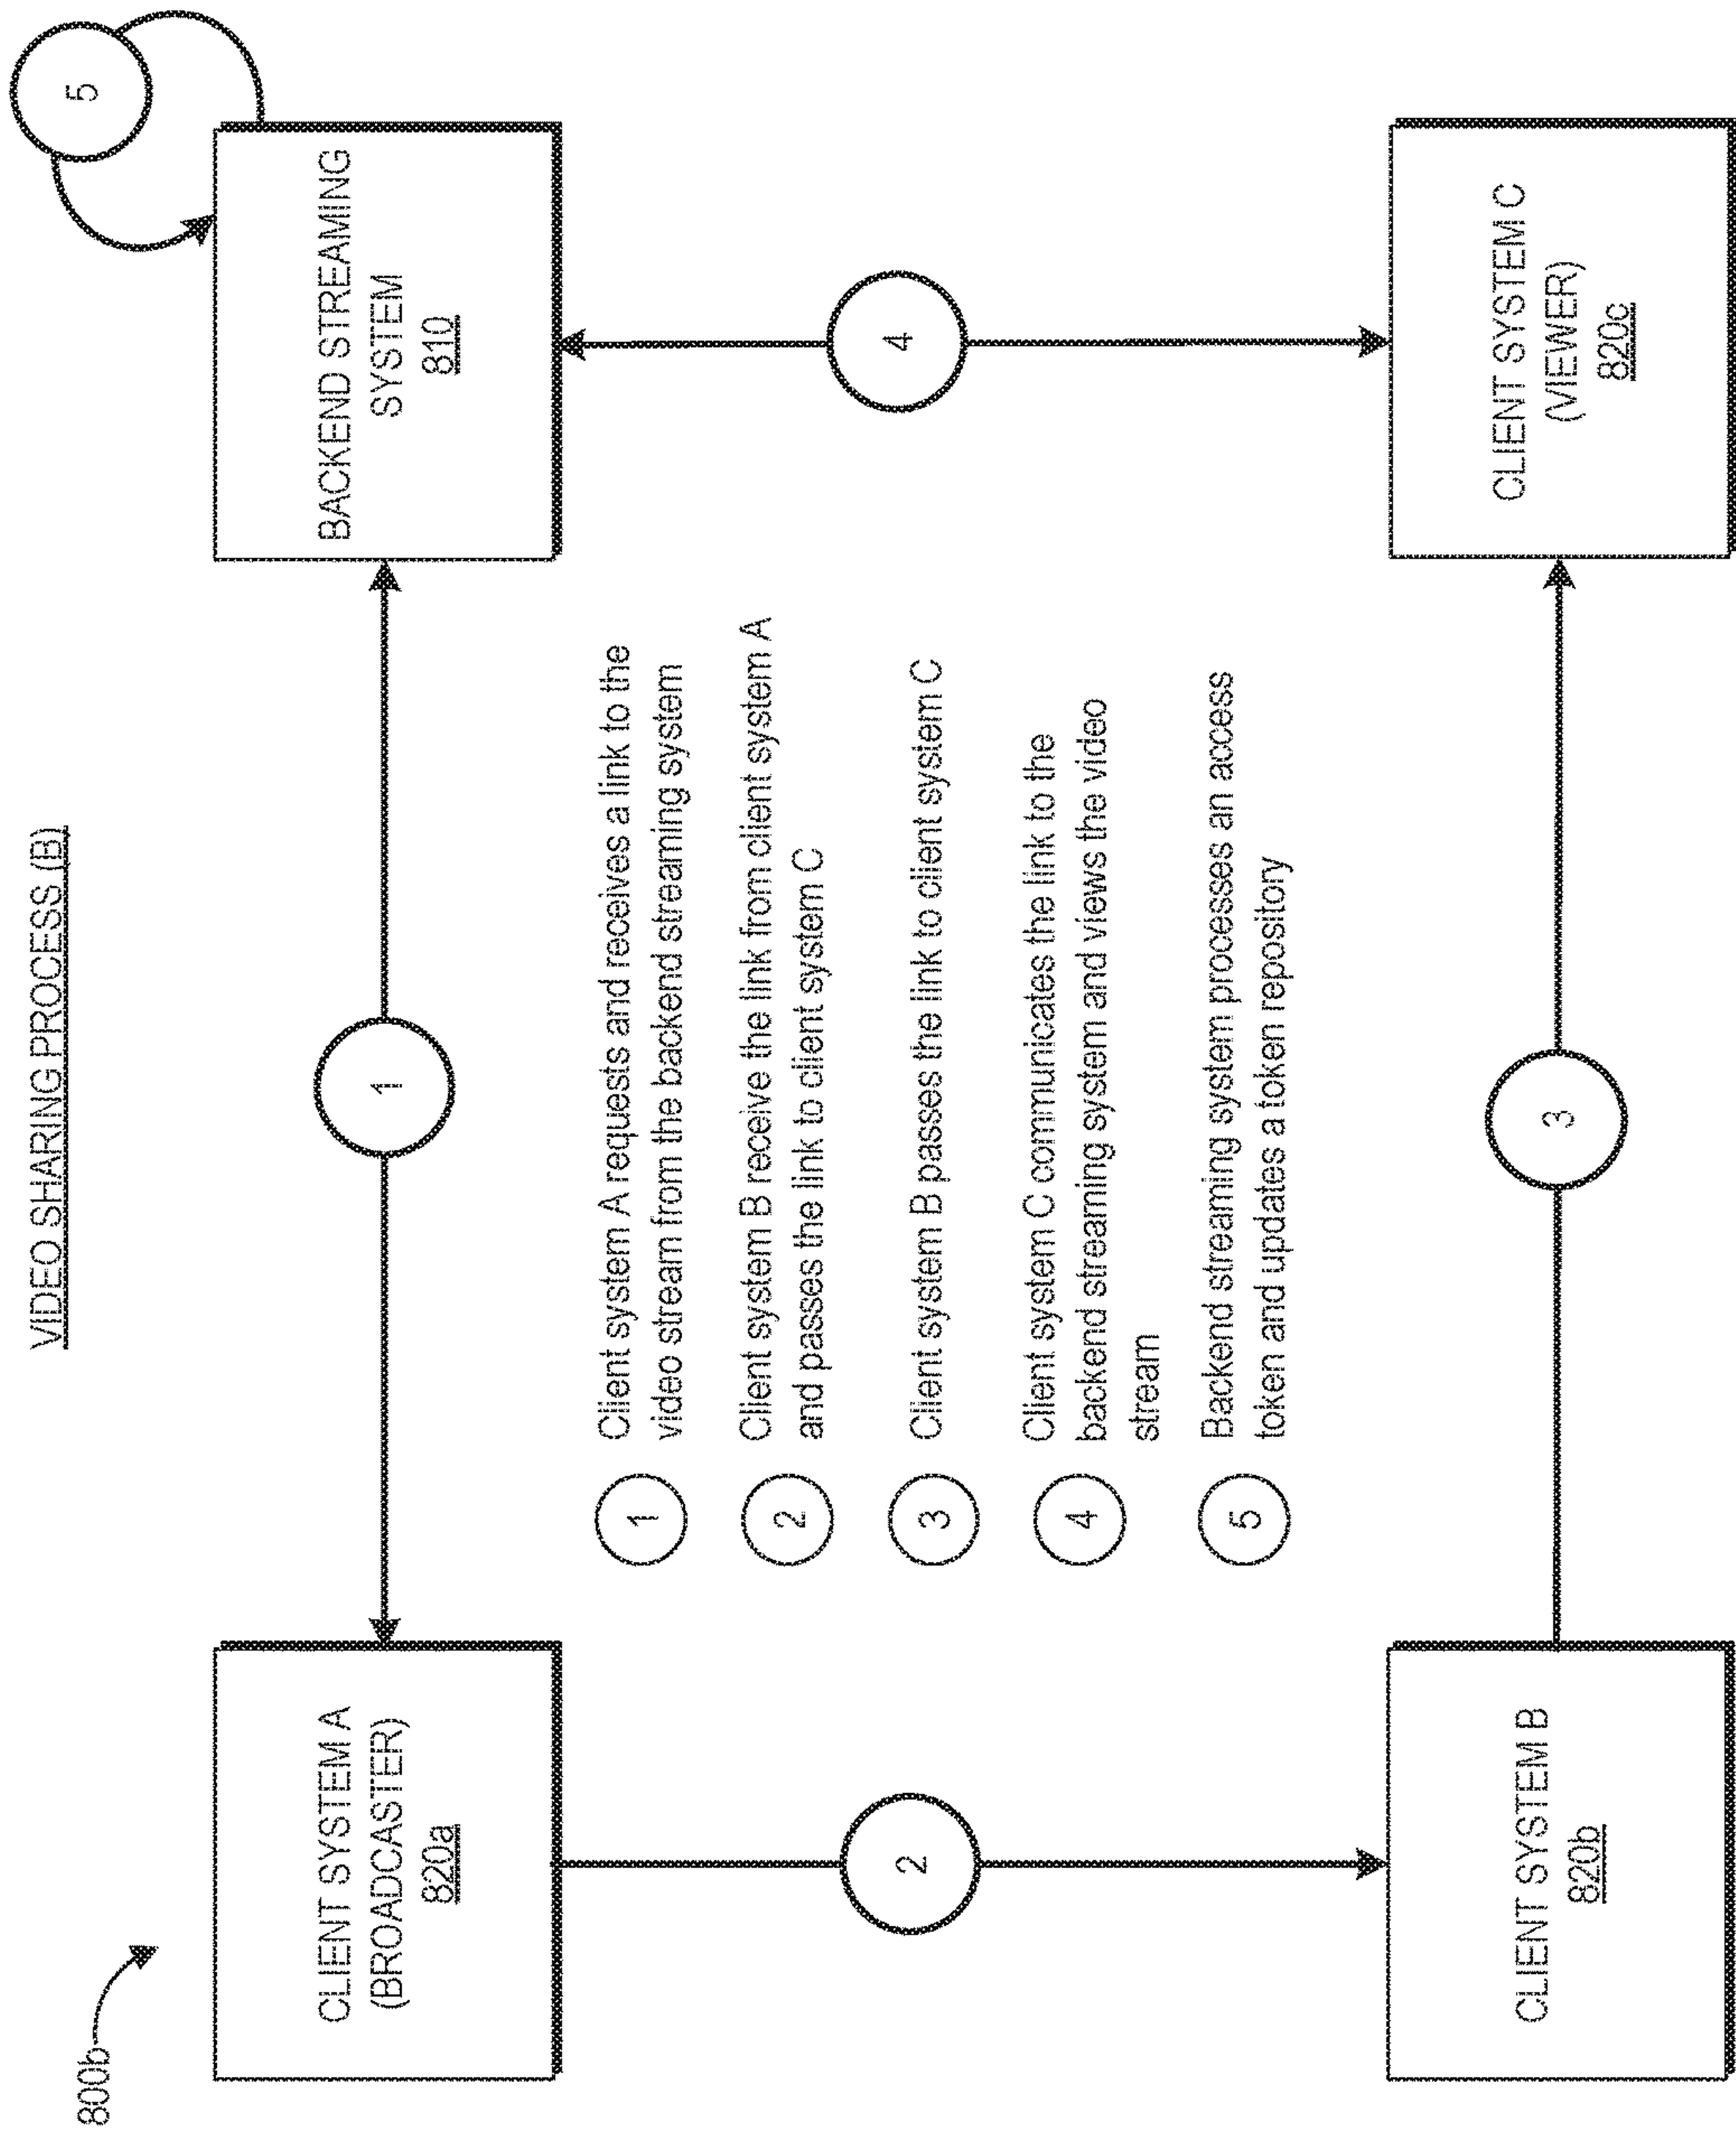 VIDEO SHARING PROCESS (B)
800b
CLIENT SYSTEM A
(BROADCASTER)
820a
1
BACKEND STREAMING
SYSTEM
810
5
1
Client system A requests and receives a link to the
video stream from the backend streaming system
2
Client system B receive the link from client system A
and passes the link to client system C
3
Client system B passes the link to client system C
4
Client system C communicates the link to the
backend streaming system and views the video
stream
5
Backend streaming system processes an access
token and updates a token repository
2
4
CLIENT SYSTEM B
820b
3
CLIENT SYSTEM C
(VIEWER)
820c